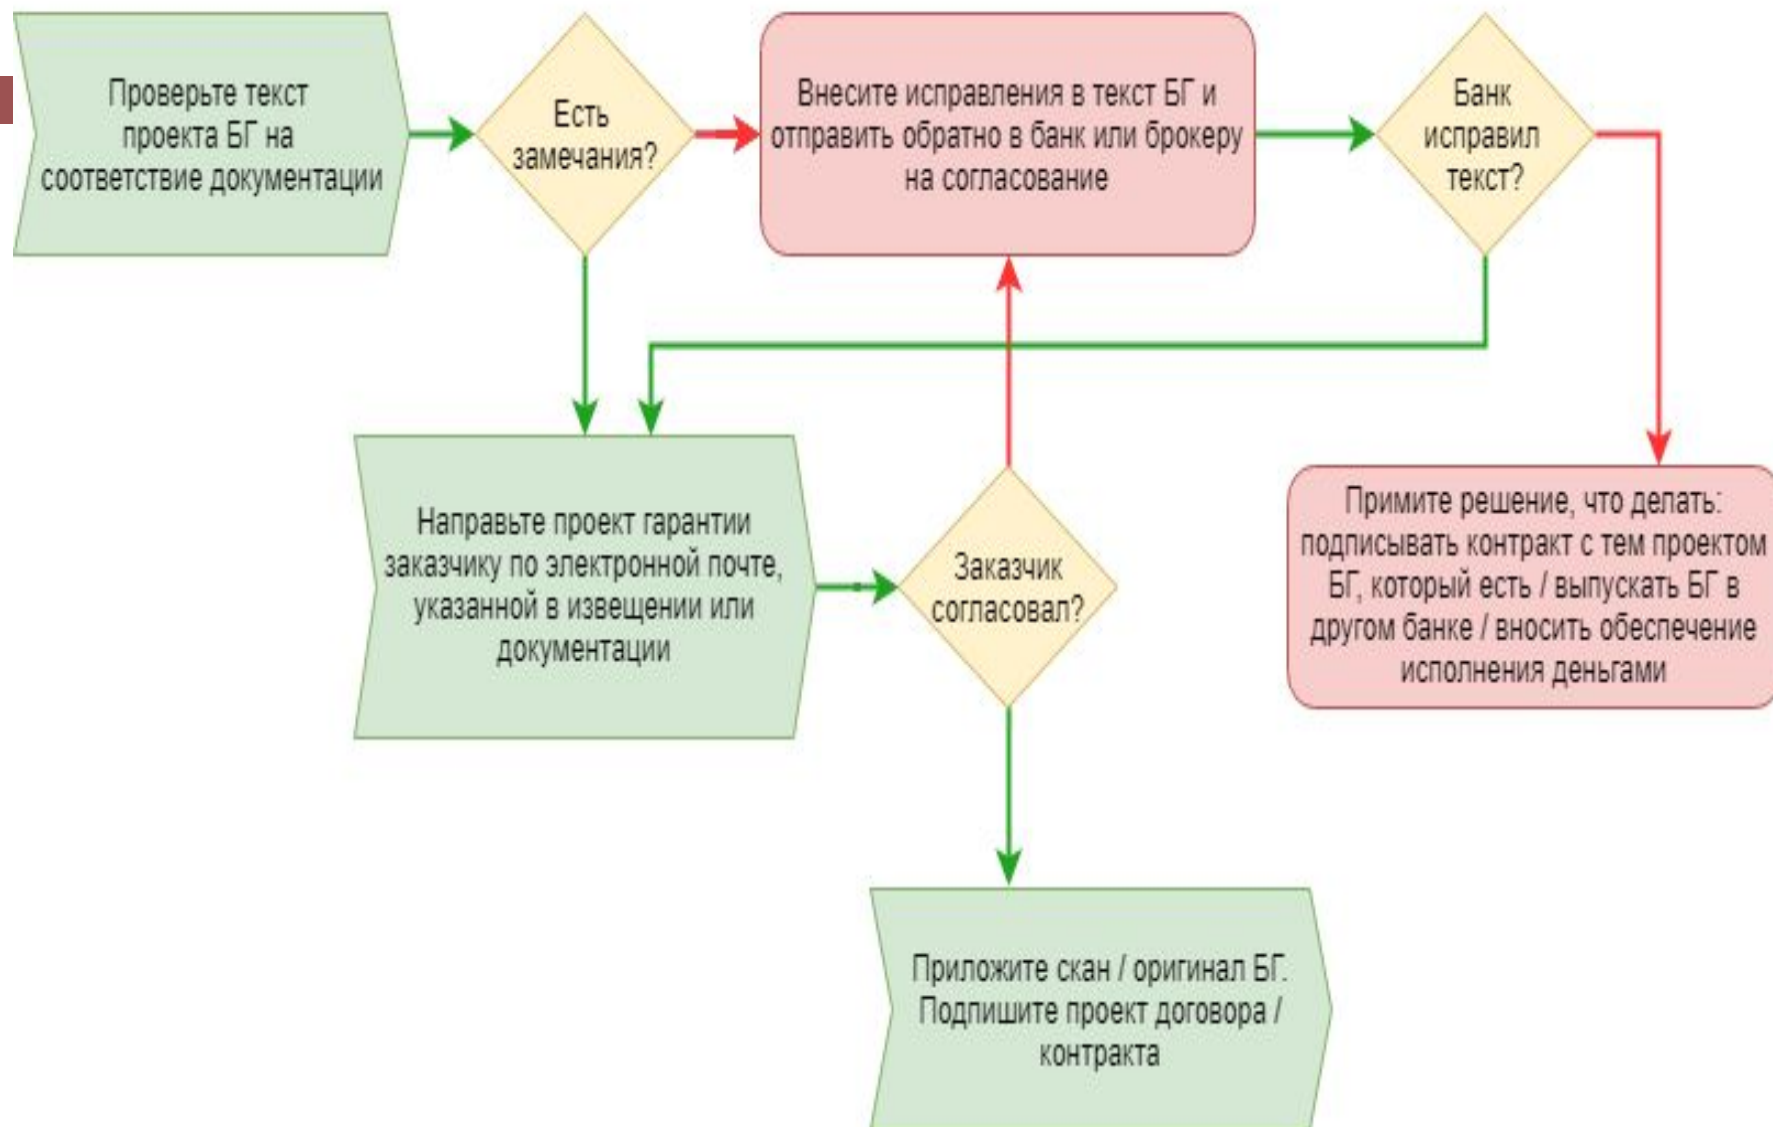 Проверьте текст
проекта БГ на
соответствие документации
Есть
замечания?
Внесите исправления в текст БГ и
отправить обратно в банк или брокеру
на согласование
Банк
исправил
текст?
Направьте проект гарантии
заказчику по электронной почте,
указанной в извещении или
документации
Заказчик
согласовал?
Примите решение, что делать:
подписывать контракт с тем проектом
БГ, который есть / выпускать БГ в
другом банке / вносить обеспечение
исполнения деньгами
Приложите скан / оригинал БГ.
Подпишите проект договора /
контракта